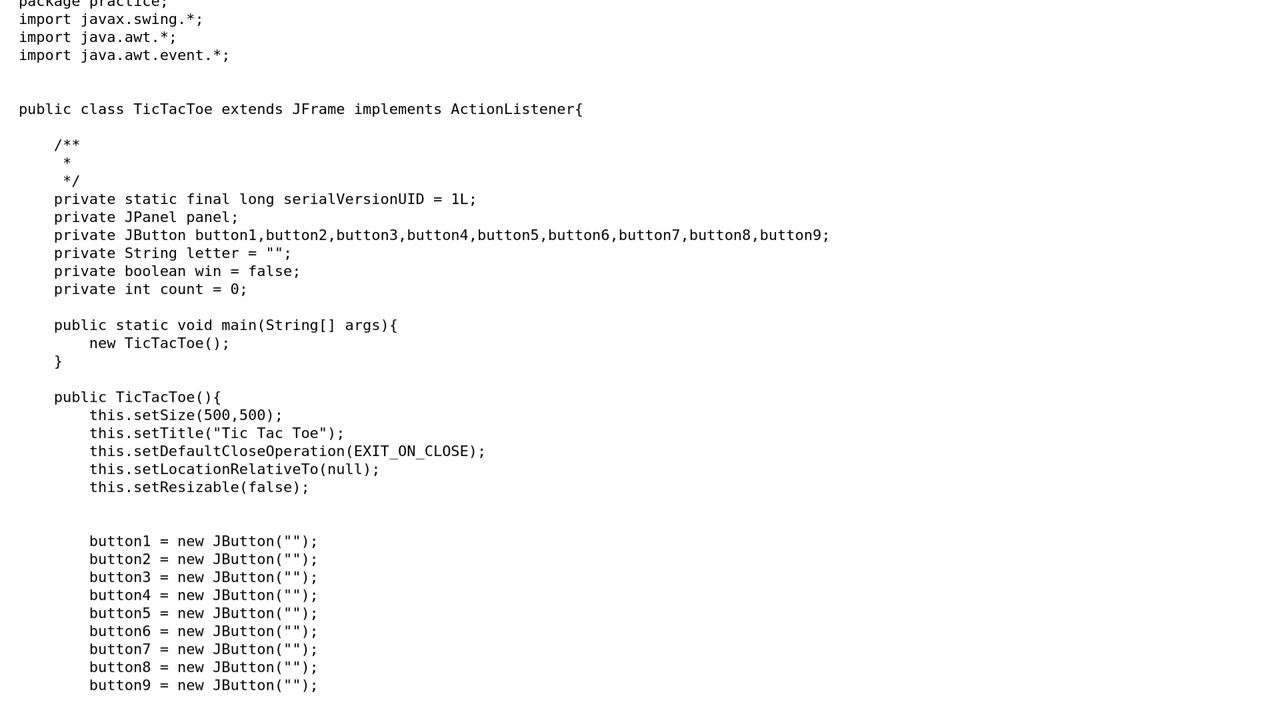 package practice;
import javax.swing.*;
import java.awt.*;
import java.awt.event.*;
public class TicTacToe extends JFrame implements ActionListener{
/**
*
*/
private static final long serialVersionUID = 1L;
private JPanel panel;
private JButton button1,button2,button3,button4,button5,button6,button7,button8,button9;
private String letter = "";
private boolean win = false;
private int count = 0;
public static void main(String[] args){
new TicTacToe();
}
public TicTacToe(){
this.setSize(500,500);
this.setTitle("Tic Tac Toe");
this.setDefaultCloseOperation(EXIT_ON_CLOSE);
this.setLocationRelativeTo(null);
this.setResizable(false);
button1 = new JButton("");
button2 = new JButton("");
button3 = new JButton("");
button4 = new JButton("");
button5 = new JButton("");
button6 = new JButton("");
button7 = new JButton("");
button8 = new JButton("");
button9 = new JButton("");